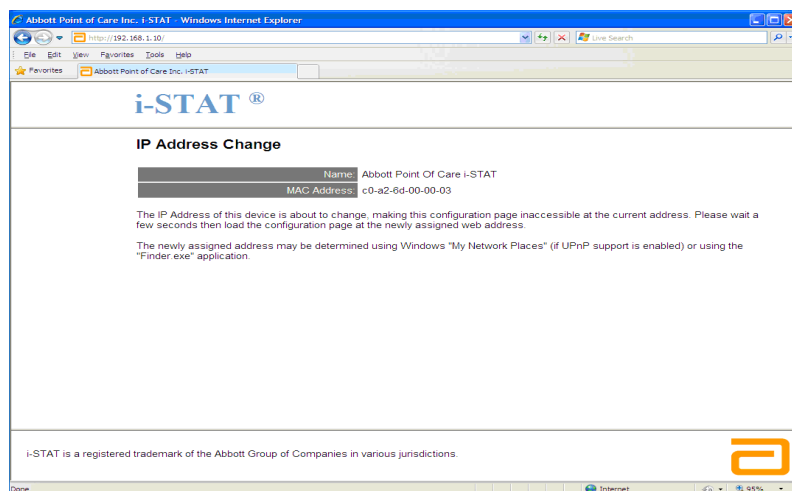 Abbott Point of Care Inc. i-STAT - Windows Internet Explorer
http://192.168.1.10/
Live Search
File Edit View Favorites Tools Help
Favorites Abbott Point of Care Inc. i-STAT
i-STAT ®
IP Address Change
Name: Abbott Point Of Care i-STAT
MAC Address: c0-a2-6d-00-00-03
The IP Address of this device is about to change, making this configuration page inaccessible at the current address. Please wait a
few seconds then load the configuration page at the newly assigned web address.
The newly assigned address may be determined using Windows "My Network Places" (if UPnP support is enabled) or using the
"Finder.exe" application.
i-STAT is a registered trademark of the Abbott Group of Companies in various jurisdictions.
Done Internet 95%